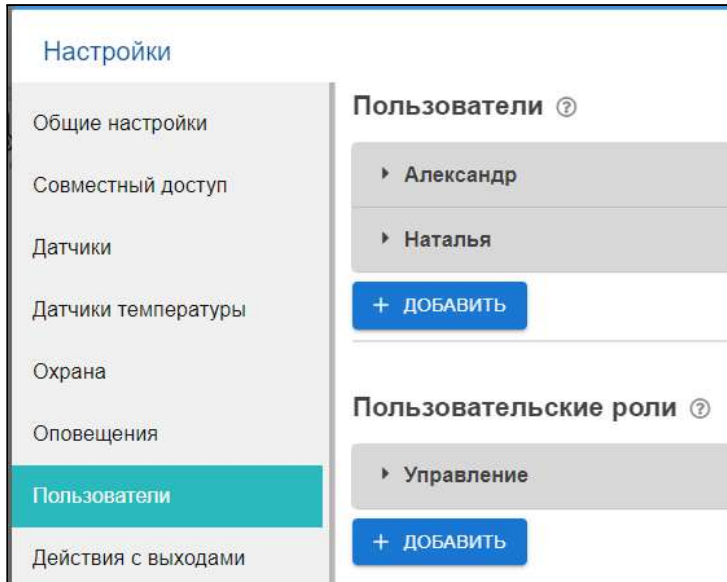 Настройки
Общие настройки
Совместный доступ
Датчики
Датчики температуры
Охрана
Оповещения
Пользователи
Действия с выходами
Пользователи ?
Александр
Наталья
+ ДОБАВИТЬ
Пользовательские роли ?
Управление
+ ДОБАВИТЬ